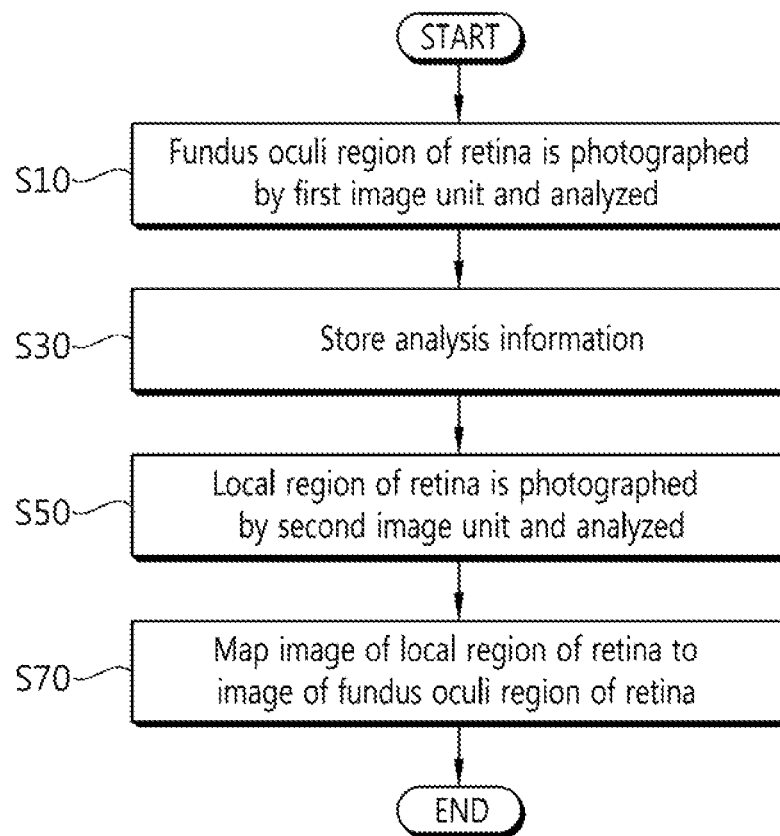 START
S10
Fundus oculi region of retina is photographed
by first image unit and analyzed
S30
Store analysis information
S50
Local region of retina is photographed
by second image unit and analyzed
S70
Map image of local region of retina to
image of fundus oculi region of retina
END